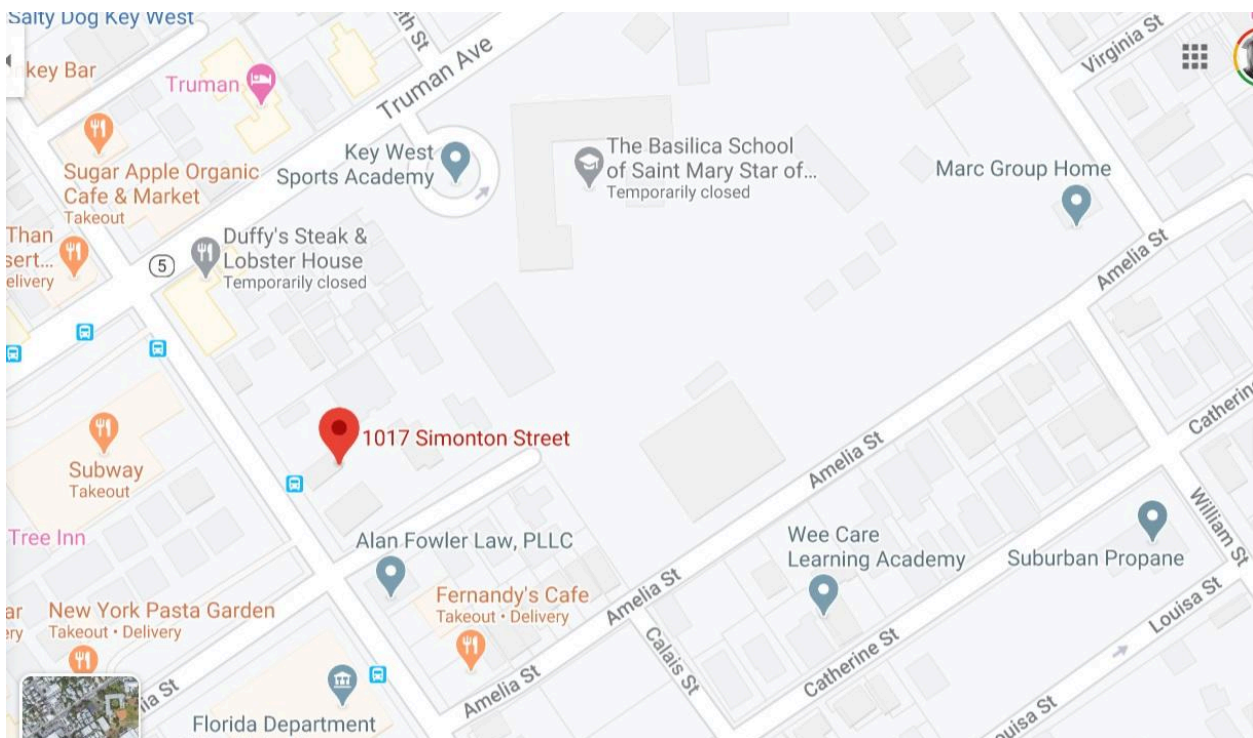 Salty Dog Key West
key Bar
Truman
Truman Ave
Virginia St
Sugar Apple Organic
Cafe & Market
Takeout
Key West
Sports Academy
The Basilica School
of Saint Mary Star of...
Temporarily closed
Marc Group Home
Than
sert...
elivery
5
Duffy's Steak &
Lobster House
Temporarily closed
Amelia St
1017 Simonton Street
Subway
Takeout
Amelia St
Catherin
Tree Inn
Alan Fowler Law, PLLC
Wee Care
Learning Academy
Suburban Propane
William St
New York Pasta Garden
Takeout • Delivery
Fernandy's Cafe
Takeout • Delivery
Amelia St
Calais St
Catherine St
Louisa St
Amelia St
Florida Department
ouisa St